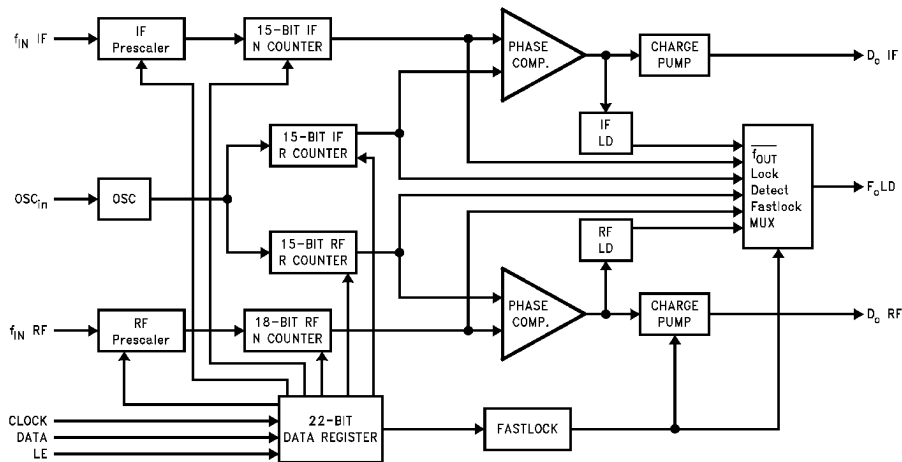 f_IN IF
IF
Prescaler
15-BIT IF
N COUNTER
PHASE
COMP.
CHARGE
PUMP
D_o IF
15-BIT IF
R COUNTER
IF
LD
f_OUT
Lock
Detect
Fastlock
MUX
F_oLD
OSC_in
OSC
15-BIT RF
R COUNTER
RF
LD
f_IN RF
RF
Prescaler
18-BIT RF
N COUNTER
PHASE
COMP.
CHARGE
PUMP
D_o RF
CLOCK
DATA
LE
22-BIT
DATA REGISTER
FASTLOCK